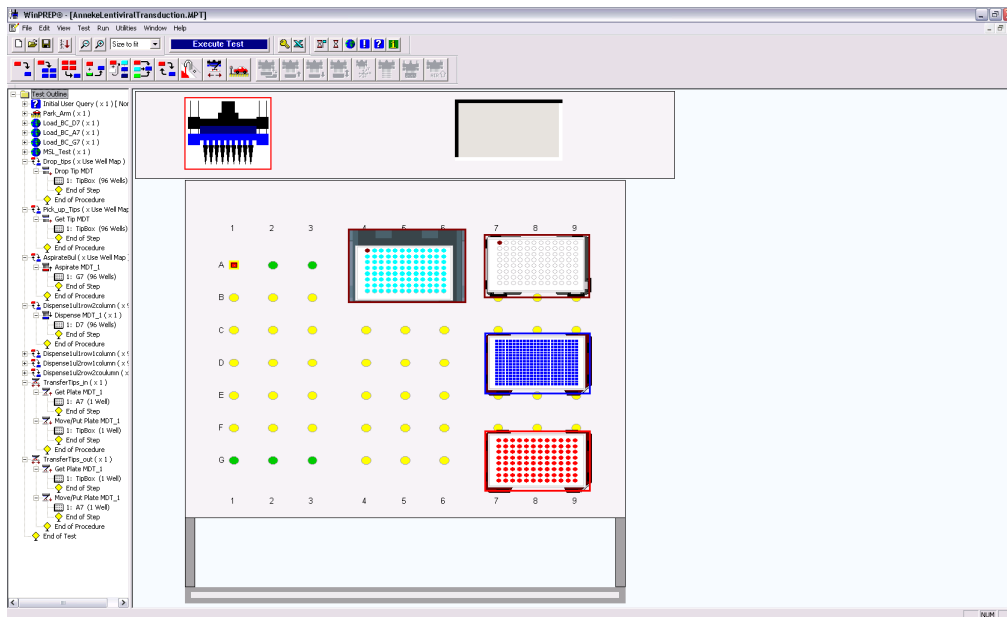 WinPREP® - [AnnekeLentiviralTransduction.MPT]
File Edit View Test Run Utilities Window Help
Size to fit
Execute Test
Test Outline
Initial User Query ( x 1 ) [ Nor
Park_Arm ( x 1 )
Load_BC_D7 ( x 1 )
Load_BC_A7 ( x 1 )
Load_BC_G7 ( x 1 )
MSL_Test ( x 1 )
Drop_tips ( x Use Well Map )
Drop Tip MDT
1: TipBox (96 Wells)
End of Step
End of Procedure
Pick_up_Tips ( x Use Well Map
Get Tip MDT
1: TipBox (96 Wells)
End of Step
End of Procedure
Aspirate8ul ( x Use Well Map
Aspirate MDT_1
1: G7 (96 Wells)
End of Step
End of Procedure
Dispense1ul1row2column ( x
Dispense MDT_1 ( x 1 )
1: D7 (96 Wells)
End of Step
End of Procedure
Dispense1ul1row1column ( x
Dispense1ul2row1column ( x
Dispense1ul2row2coulumn ( x
TransferTips_in ( x 1 )
Get Plate MDT_1
1: A7 (1 Well)
End of Step
Move/Put Plate MDT_1
1: TipBox (1 Well)
End of Step
End of Procedure
TransferTips_out ( x 1 )
Get Plate MDT_1
1: TipBox (1 Well)
End of Step
Move/Put Plate MDT_1
1: A7 (1 Well)
End of Step
End of Procedure
End of Test
1 2 3 4 5 6 7 8 9
A
B
C
D
E
F
G
1 2 3 4 5 6 7 8 9
NUM